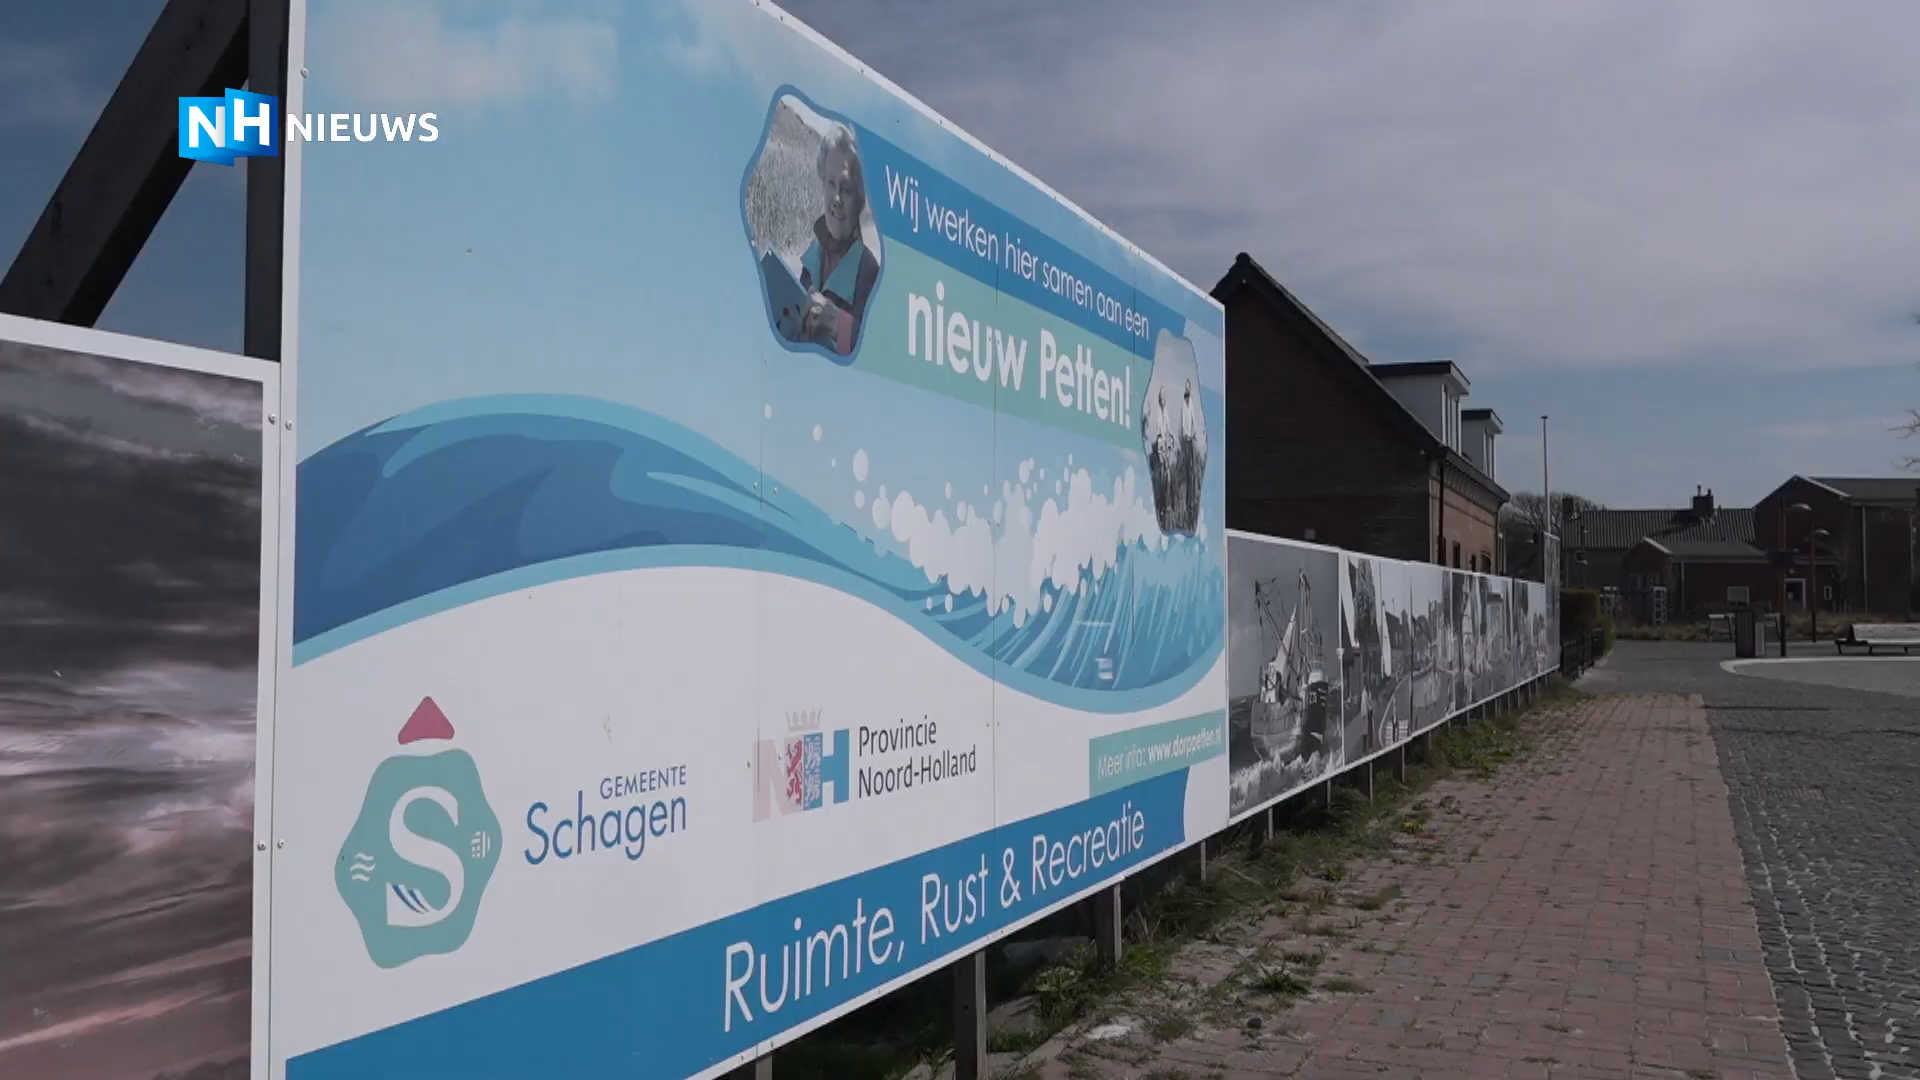 NH NIEUWS
Wij werken hier samen aan een
nieuw Petten!
GEMEENTE
Schagen
NH
Provincie
Noord-Holland
Meer info: www.dorppetten.nl
Ruimte, Rust & Recreatie